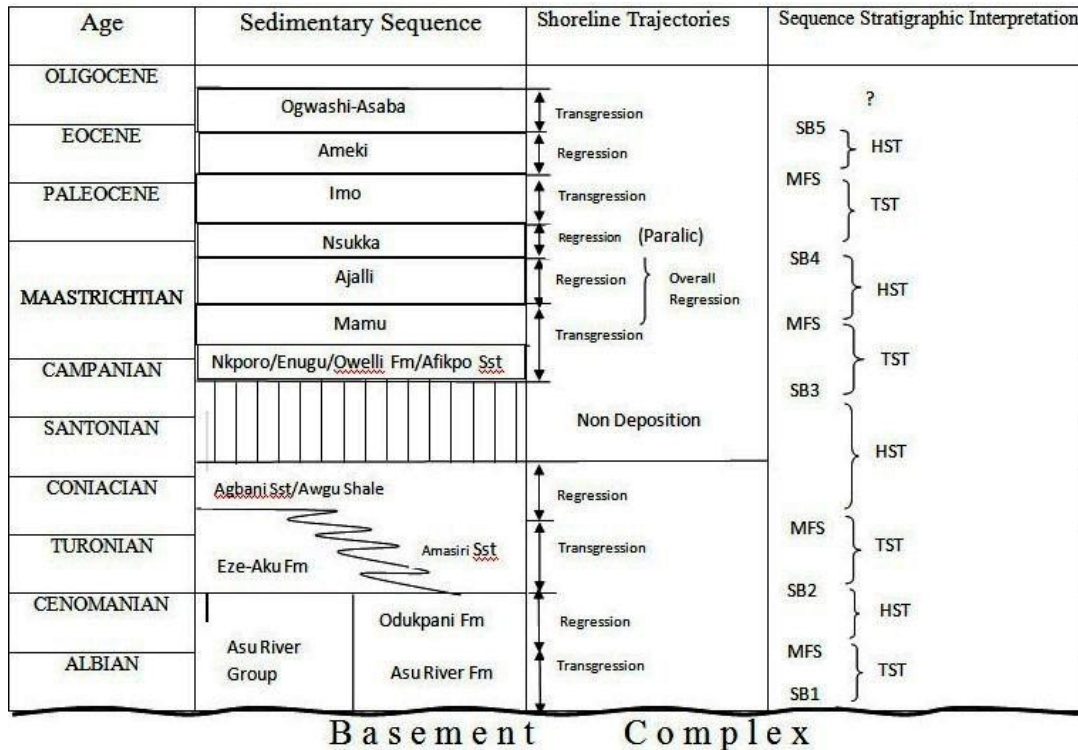 Age
Sedimentary Sequence
Shoreline Trajectories
Sequence Stratigraphic Interpretation
OLIGOCENE
EOCENE
PALEOCENE
MAASTRICHTIAN
CAMPANIAN
SANTONIAN
CONIACIAN
TURONIAN
CENOMANIAN
ALBIAN
Ogwashi-Asaba
Ameki
Imo
Nsukka
Ajalli
Mamu
Nkporo/Enugu/Owelli Fm/Afikpo Sst
Agbani Sst/Awgu Shale
Eze-Aku Fm
Amasiri Sst
Asu River
Group
Odukpani Fm
Asu River Fm
Transgression
Regression
Transgression
Regression (Paralic)
Regression
Overall
Regression
Transgression
Non Deposition
Regression
Transgression
Regression
Transgression
?
SB5
HST
MFS
TST
SB4
HST
MFS
TST
SB3
HST
MFS
TST
SB2
HST
MFS
TST
SB1
Basement Complex